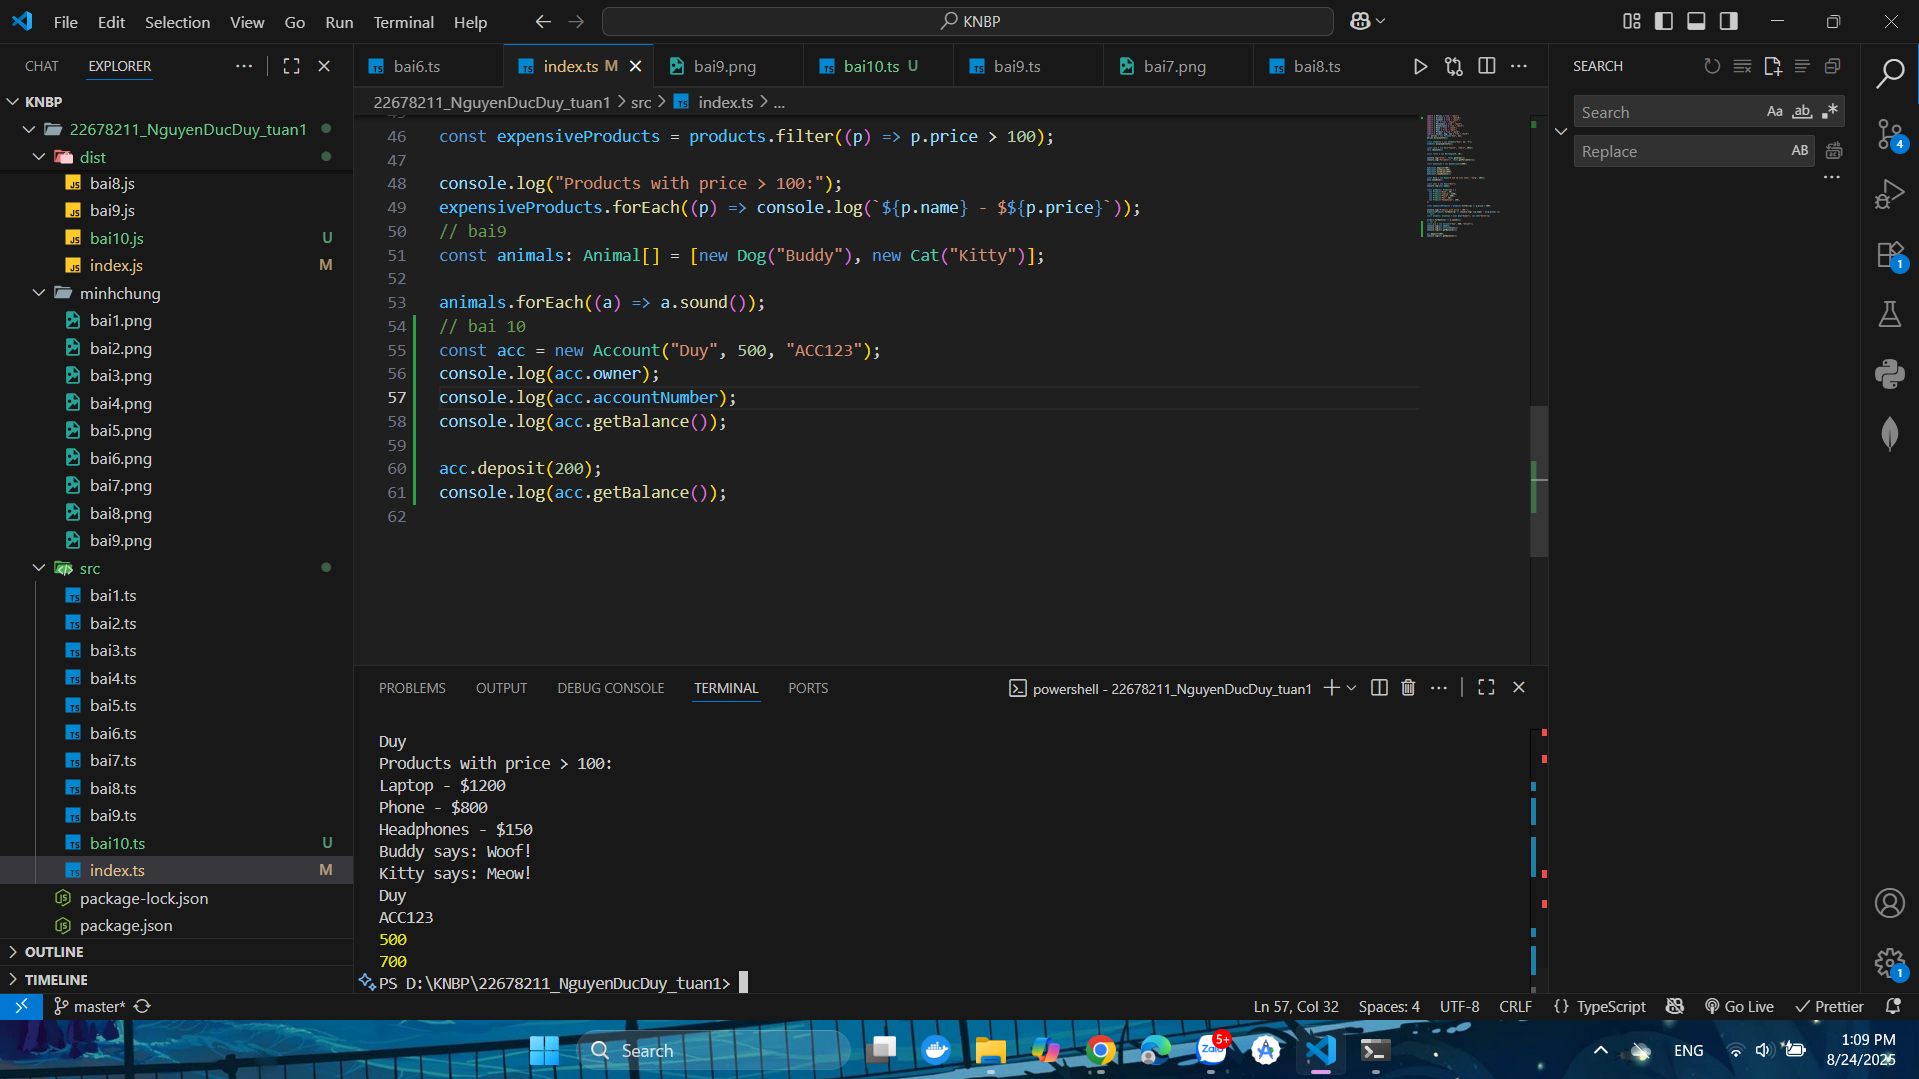 File Edit Selection View Go Run Terminal Help
KNBP
CHAT EXPLORER
KNBP
22678211_NguyenDucDuy_tuan1
dist
bai8.js
bai9.js
bai10.js U
index.js M
minhchung
bai1.png
bai2.png
bai3.png
bai4.png
bai5.png
bai6.png
bai7.png
bai8.png
bai9.png
src
bai1.ts
bai2.ts
bai3.ts
bai4.ts
bai5.ts
bai6.ts
bai7.ts
bai8.ts
bai9.ts
bai10.ts U
index.ts M
package-lock.json
package.json
OUTLINE
TIMELINE
bai6.ts index.ts M bai9.png bai10.ts U bai9.ts bai7.png bai8.ts
22678211_NguyenDucDuy_tuan1 > src > index.ts > ...
46 const expensiveProducts = products.filter((p) => p.price > 100);
47
48 console.log("Products with price > 100:");
49 expensiveProducts.forEach((p) => console.log(`${p.name} - $${p.price}`));
50 // bai9
51 const animals: Animal[] = [new Dog("Buddy"), new Cat("Kitty")];
52
53 animals.forEach((a) => a.sound());
54 // bai 10
55 const acc = new Account("Duy", 500, "ACC123");
56 console.log(acc.owner);
57 console.log(acc.accountNumber);
58 console.log(acc.getBalance());
59
60 acc.deposit(200);
61 console.log(acc.getBalance());
62
PROBLEMS OUTPUT DEBUG CONSOLE TERMINAL PORTS
powershell - 22678211_NguyenDucDuy_tuan1
Duy
Products with price > 100:
Laptop - $1200
Phone - $800
Headphones - $150
Buddy says: Woof!
Kitty says: Meow!
Duy
ACC123
500
700
PS D:\KNBP\22678211_NguyenDucDuy_tuan1>
SEARCH
Search Aa ab
Replace AB
4
1
1
master*
Ln 57, Col 32 Spaces: 4 UTF-8 CRLF {} TypeScript Go Live Prettier
Search
Zalo 5+
ENG
1:09 PM
8/24/2025